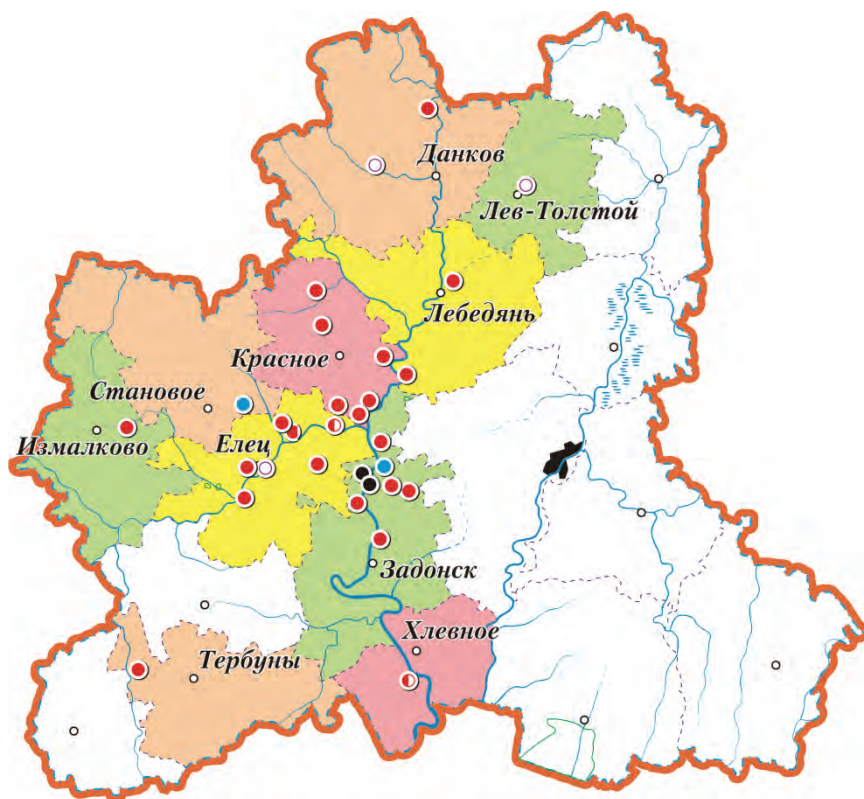 Данков
Лев-Толстой
Лебедянь
Красное
Становое
Измалково
Елец
Задонск
Хлевное
Тербуны